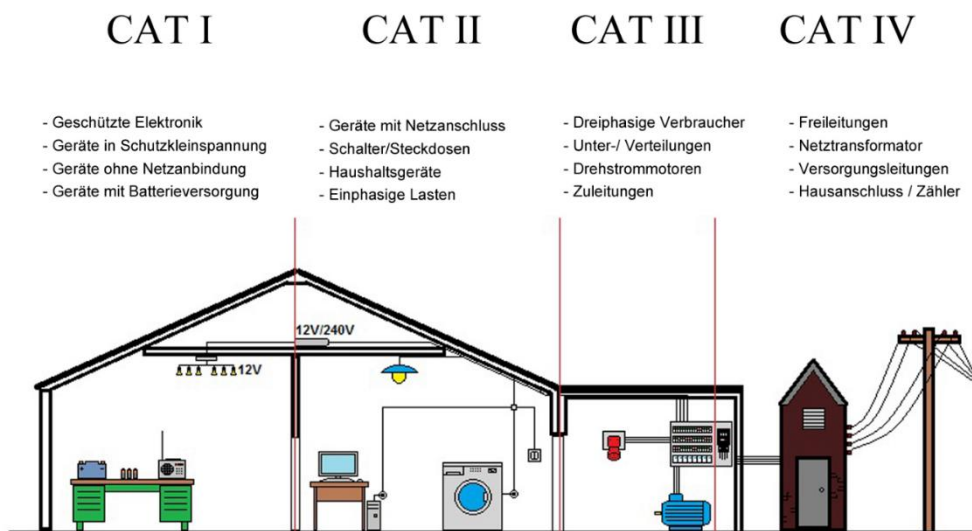 CAT I
CAT II
CAT III
CAT IV
- Geschützte Elektronik
- Geräte in Schutzkleinspannung
- Geräte ohne Netzanbindung
- Geräte mit Batterieversorgung
- Geräte mit Netzanschluss
- Schalter/Steckdosen
- Haushaltsgeräte
- Einphasige Lasten
- Dreiphasige Verbraucher
- Unter-/ Verteilungen
- Drehstrommotoren
- Zuleitungen
- Freileitungen
- Netztransformator
- Versorgungsleitungen
- Hausanschluss / Zähler
12V/240V
12V